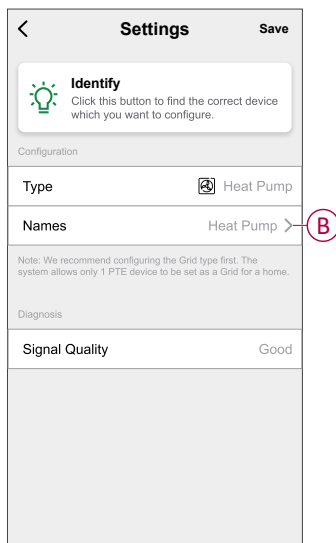 Settings
Save
Identify
Click this button to find the correct device
which you want to configure.
Configuration
Type
Heat Pump
Names
Heat Pump
B
Note: We recommend configuring the Grid type first. The
system allows only 1 PTE device to be set as a Grid for a home.
Diagnosis
Signal Quality
Good